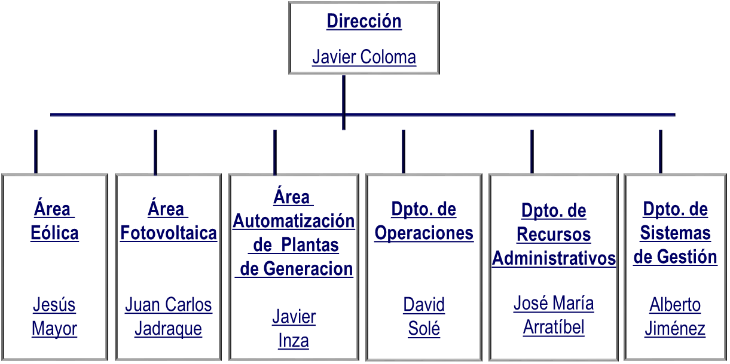 Dirección
Javier Coloma
Área
Eólica
Jesús
Mayor
Área
Fotovoltaica
Juan Carlos
Jadraque
Área
Automatización
de Plantas
de Generacion
Javier
Inza
Dpto. de
Operaciones
David
Solé
Dpto. de
Recursos
Administrativos
José María
Arratíbel
Dpto. de
Sistemas
de Gestión
Alberto
Jiménez